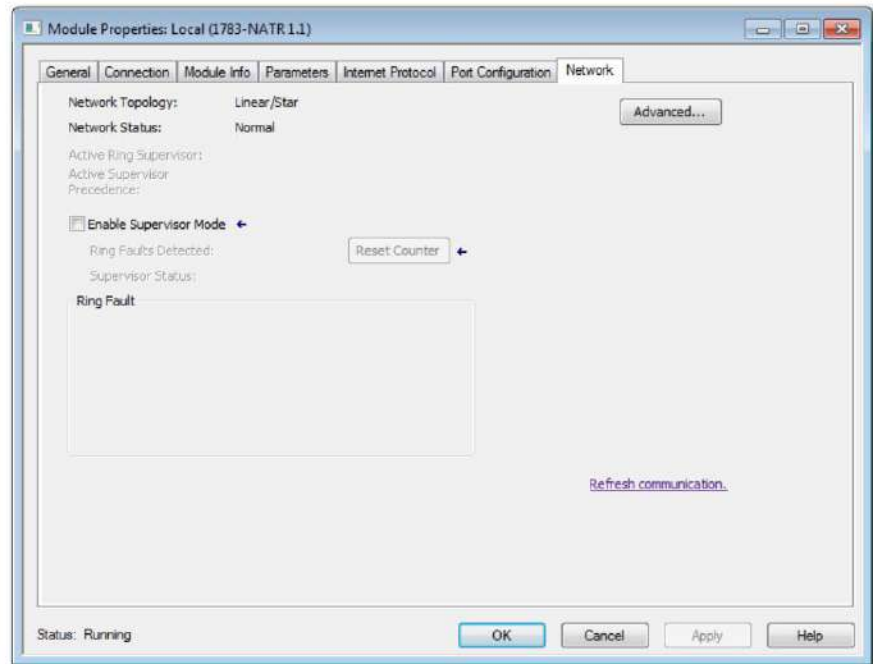 Module Properties: Local (1783-NATR 1.1)
General Connection Module Info Parameters Internet Protocol Port Configuration Network
Network Topology: Linear/Star
Advanced...
Network Status: Normal
Active Ring Supervisor:
Active Supervisor
Precedence:
Enable Supervisor Mode
Ring Faults Detected: Reset Counter
Supervisor Status:
Ring Fault
Refresh communication.
Status: Running OK Cancel Apply Help